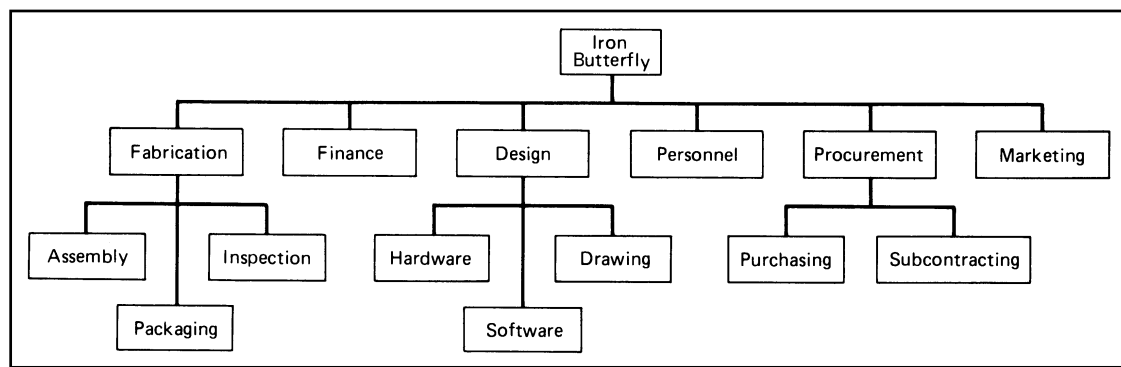 Iron
Butterfly
Fabrication
Finance
Design
Personnel
Procurement
Marketing
Assembly
Inspection
Hardware
Drawing
Purchasing
Subcontracting
Packaging
Software